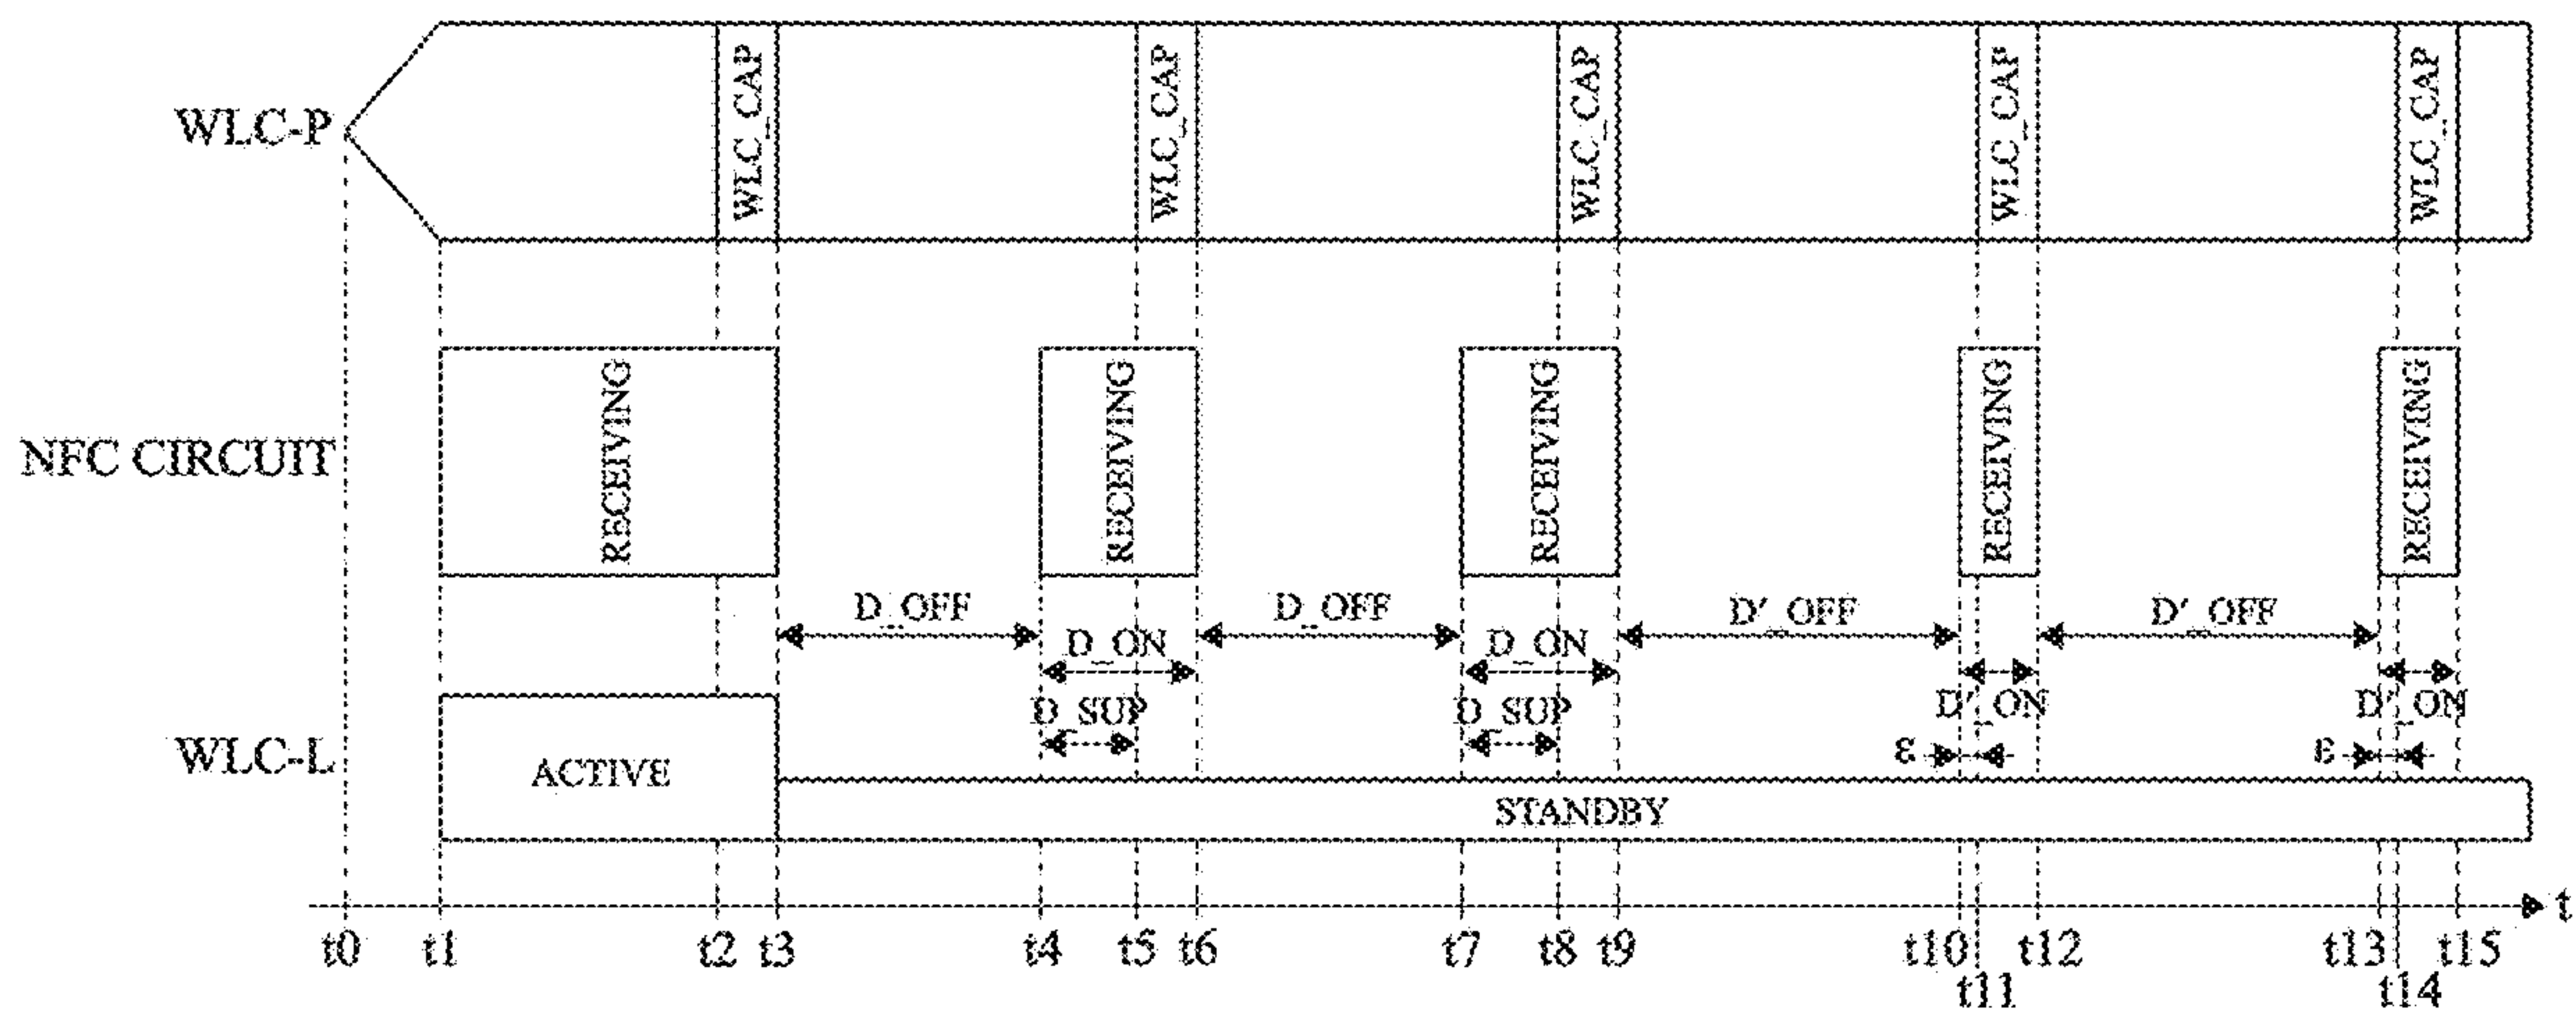 WLC-P
WLC_CAP
WLC_CAP
WLC_CAP
WLC_CAP
WLC_CAP
NFC CIRCUIT
RECEIVING
RECEIVING
RECEIVING
RECEIVING
RECEIVING
D_OFF
D_OFF
D'_OFF
D'_OFF
D_ON
D_ON
D'_ON
D'_ON
D_SUP
D_SUP
ε
ε
WLC-L
ACTIVE
STANDBY
t
t0 t1 t2 t3 t4 t5 t6 t7 t8 t9 t10 t12 t13 t15
t11 t14